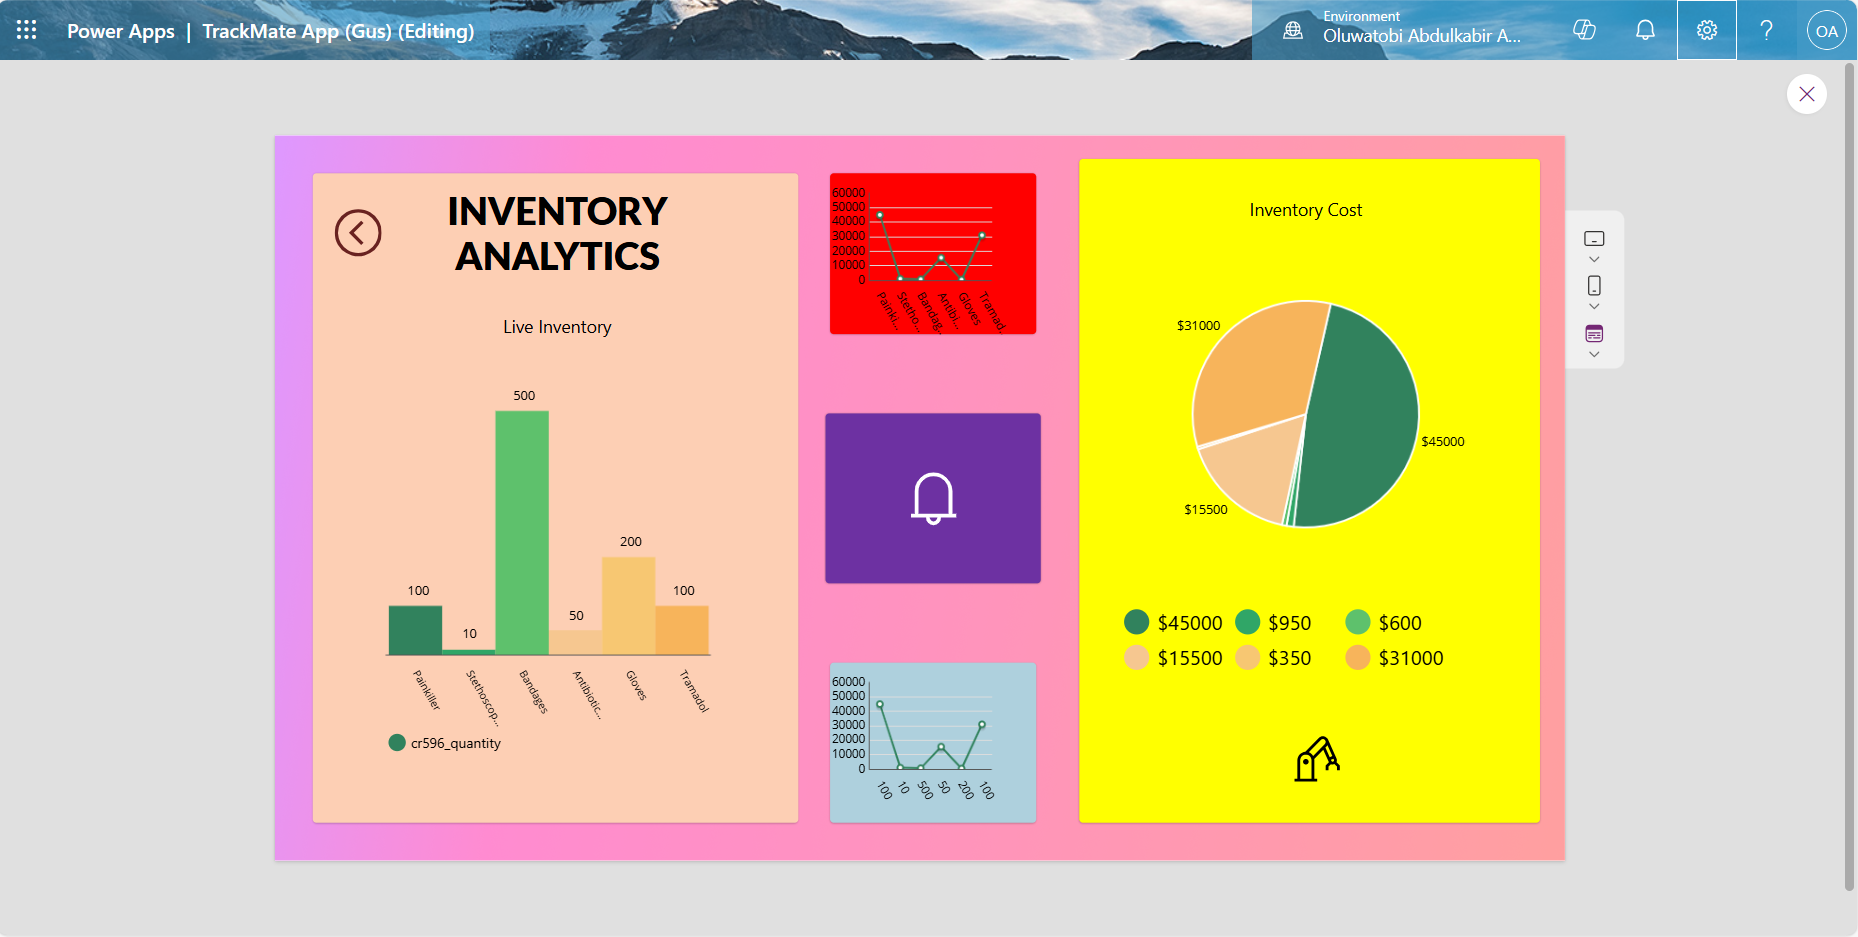 Power Apps | TrackMate App (Gus) (Editing)
Environment
Oluwatobi Abdulkabir A...
OA
INVENTORY
ANALYTICS
Live Inventory
500
200
100
100
50
10
Painkiller
Stethoscop...
Bandages
Antibiotic...
Gloves
Tramadol
cr596_quantity
60000
50000
40000
30000
20000
10000
0
Painki...
Stetho...
Bandag...
Antibi...
Gloves
Tramad...
60000
50000
40000
30000
20000
10000
0
100
10
500
50
200
100
Inventory Cost
$31000
$45000
$15500
$45000 $950 $600
$15500 $350 $31000